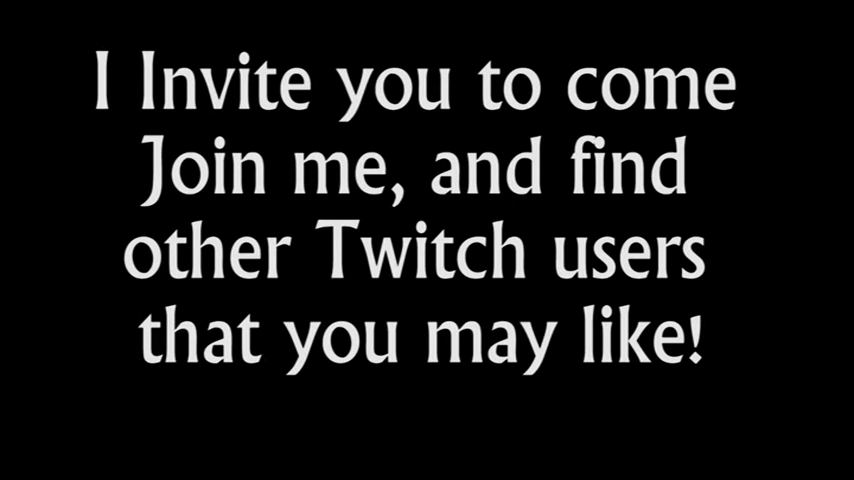 I Invite you to come
Join me, and find
other Twitch users
that you may like!